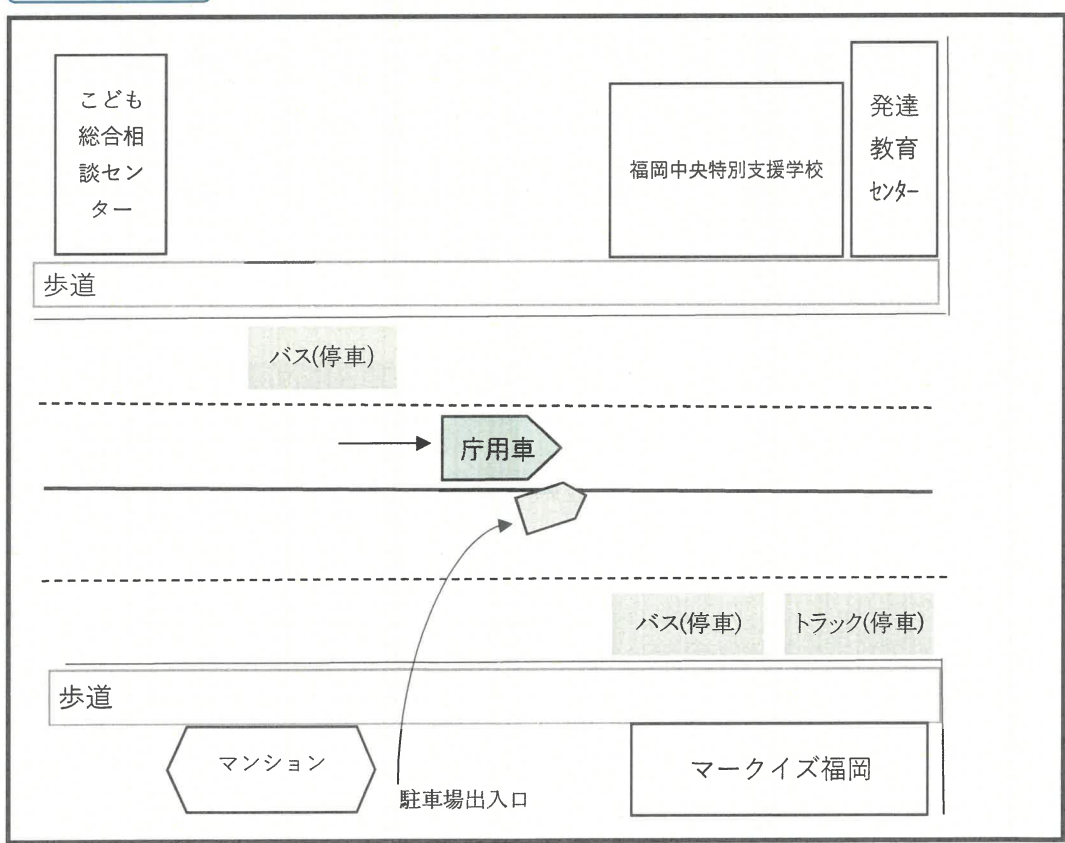 こども
総合相
談セン
ター
福岡中央特別支援学校
発達
教育
センター
歩道
バス(停車)
庁用車
バス(停車)
トラック(停車)
歩道
マンション
マークイズ福岡
駐車場出入口